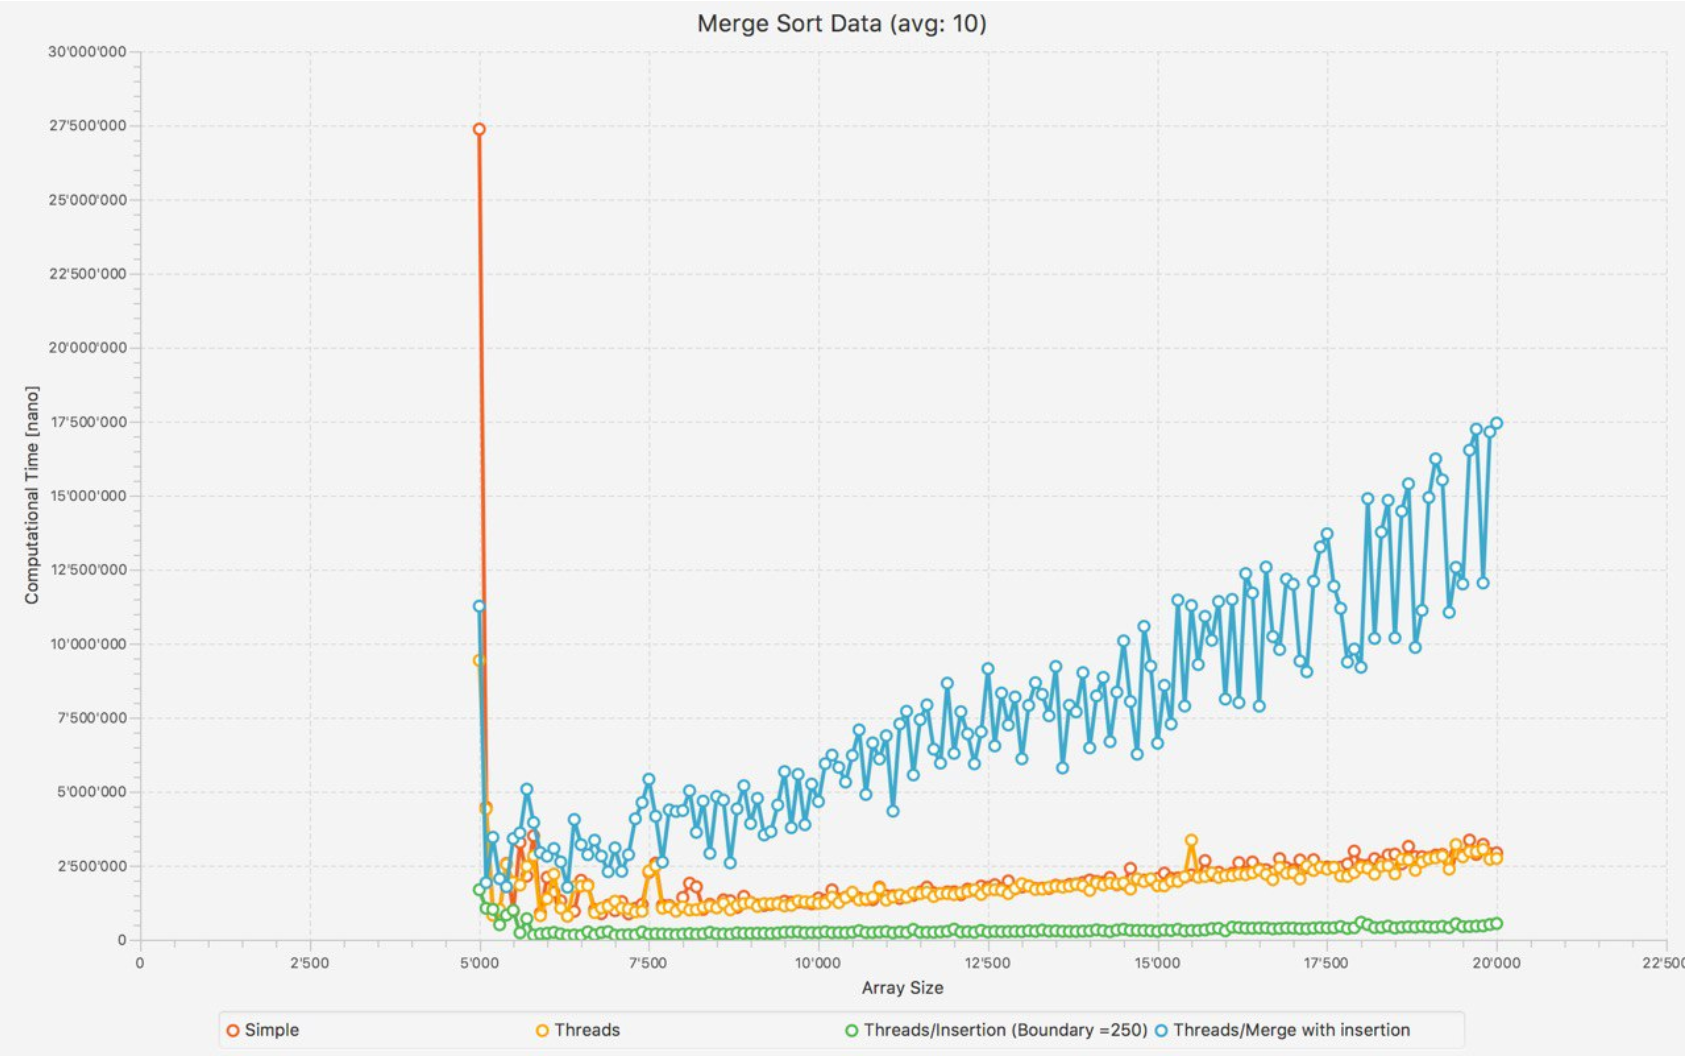 Merge Sort Data (avg: 10)
30'000'000
27'500'000
25'000'000
22'500'000
20'000'000
17'500'000
15'000'000
12'500'000
10'000'000
7'500'000
5'000'000
2'500'000
0
Computational Time [nano]
0 2'500 5'000 7'500 10'000 12'500 15'000 17'500 20'000 22'500
Array Size
Simple Threads Threads/Insertion (Boundary =250) Threads/Merge with insertion